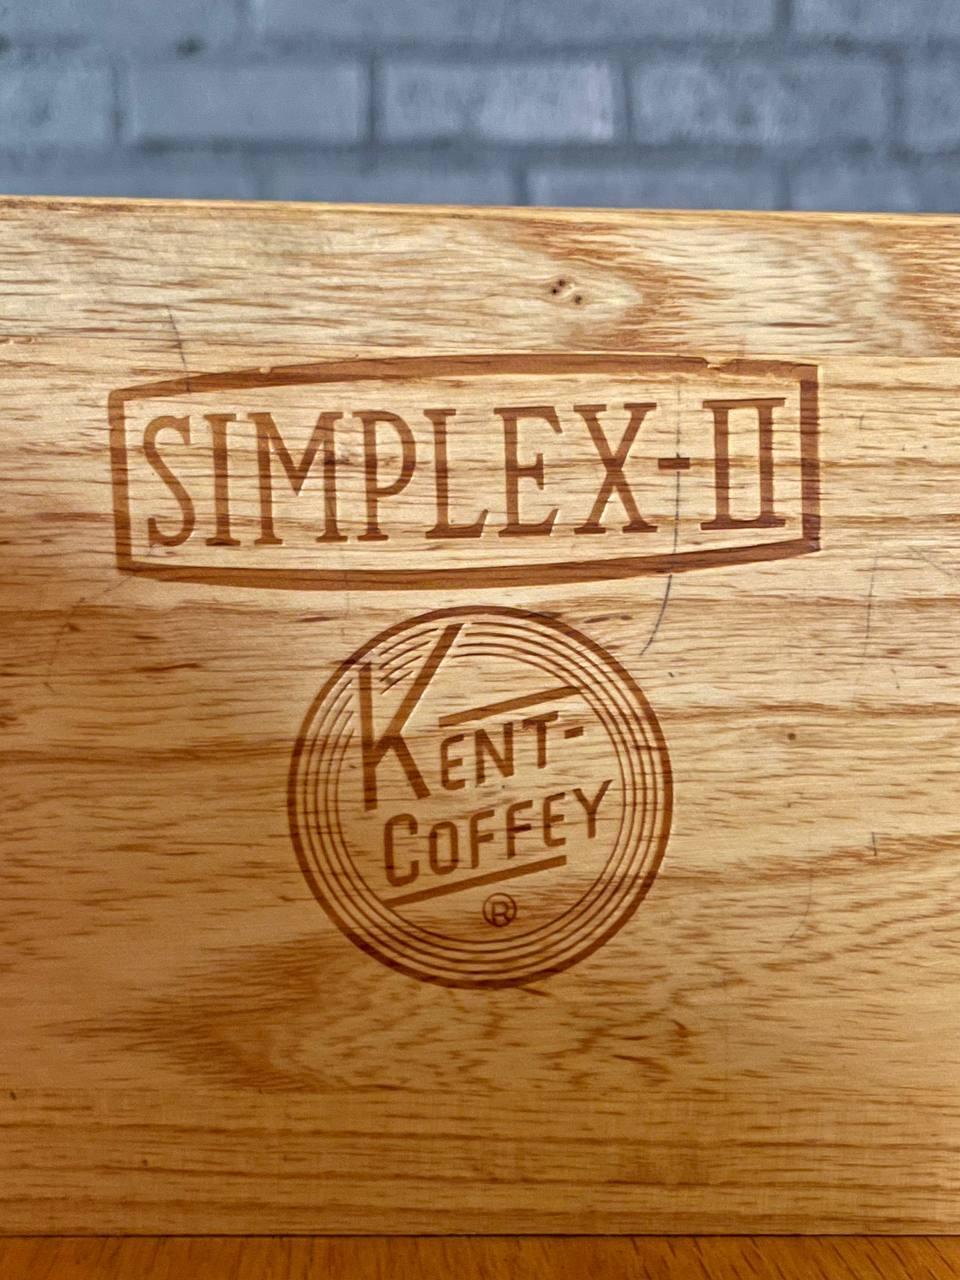 SIMPLEX-II
KENT-
COFFEY
®